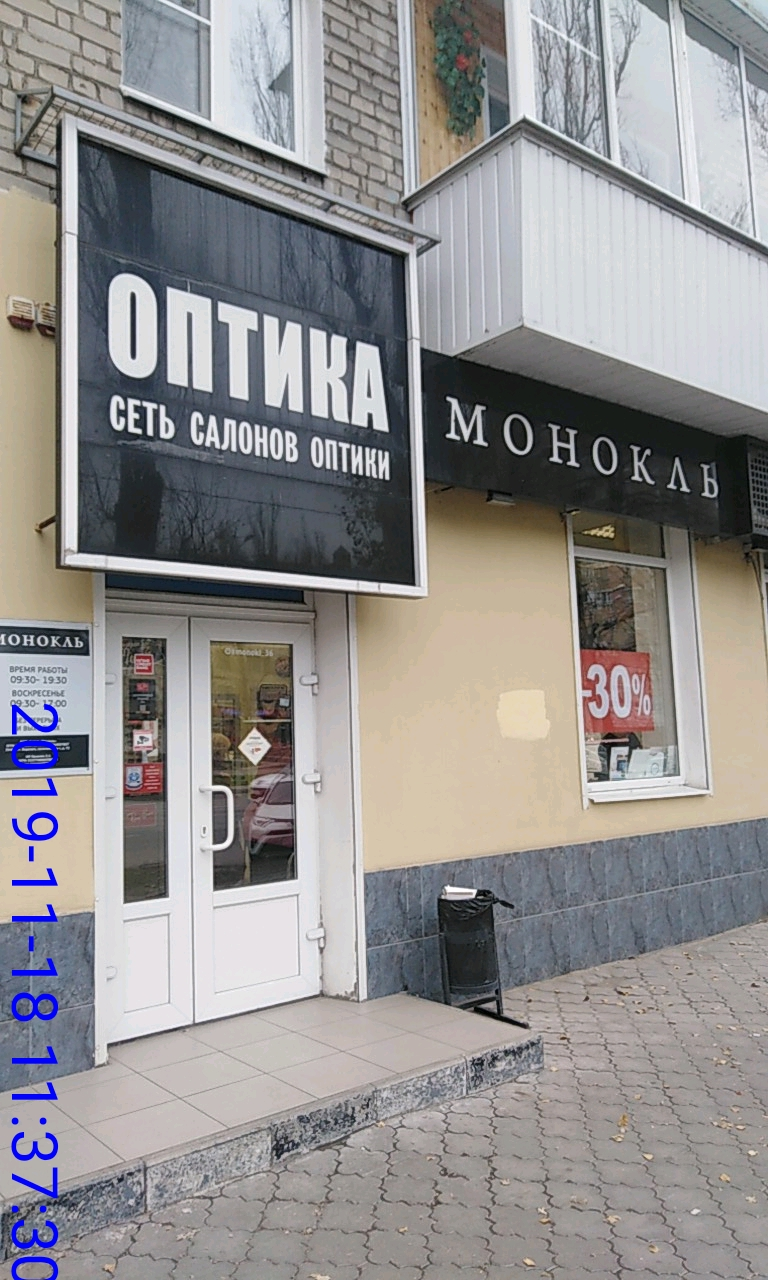 ОПТИКА
СЕТЬ САЛОНОВ ОПТИКИ
МОНОКЛЬ
МОНОКЛЬ
ВРЕМЯ РАБОТЫ
09:30- 19:30
ВОСКРЕСЕНЬЕ
09:30- 17:00
-30%
2019-11-18 11:37:30